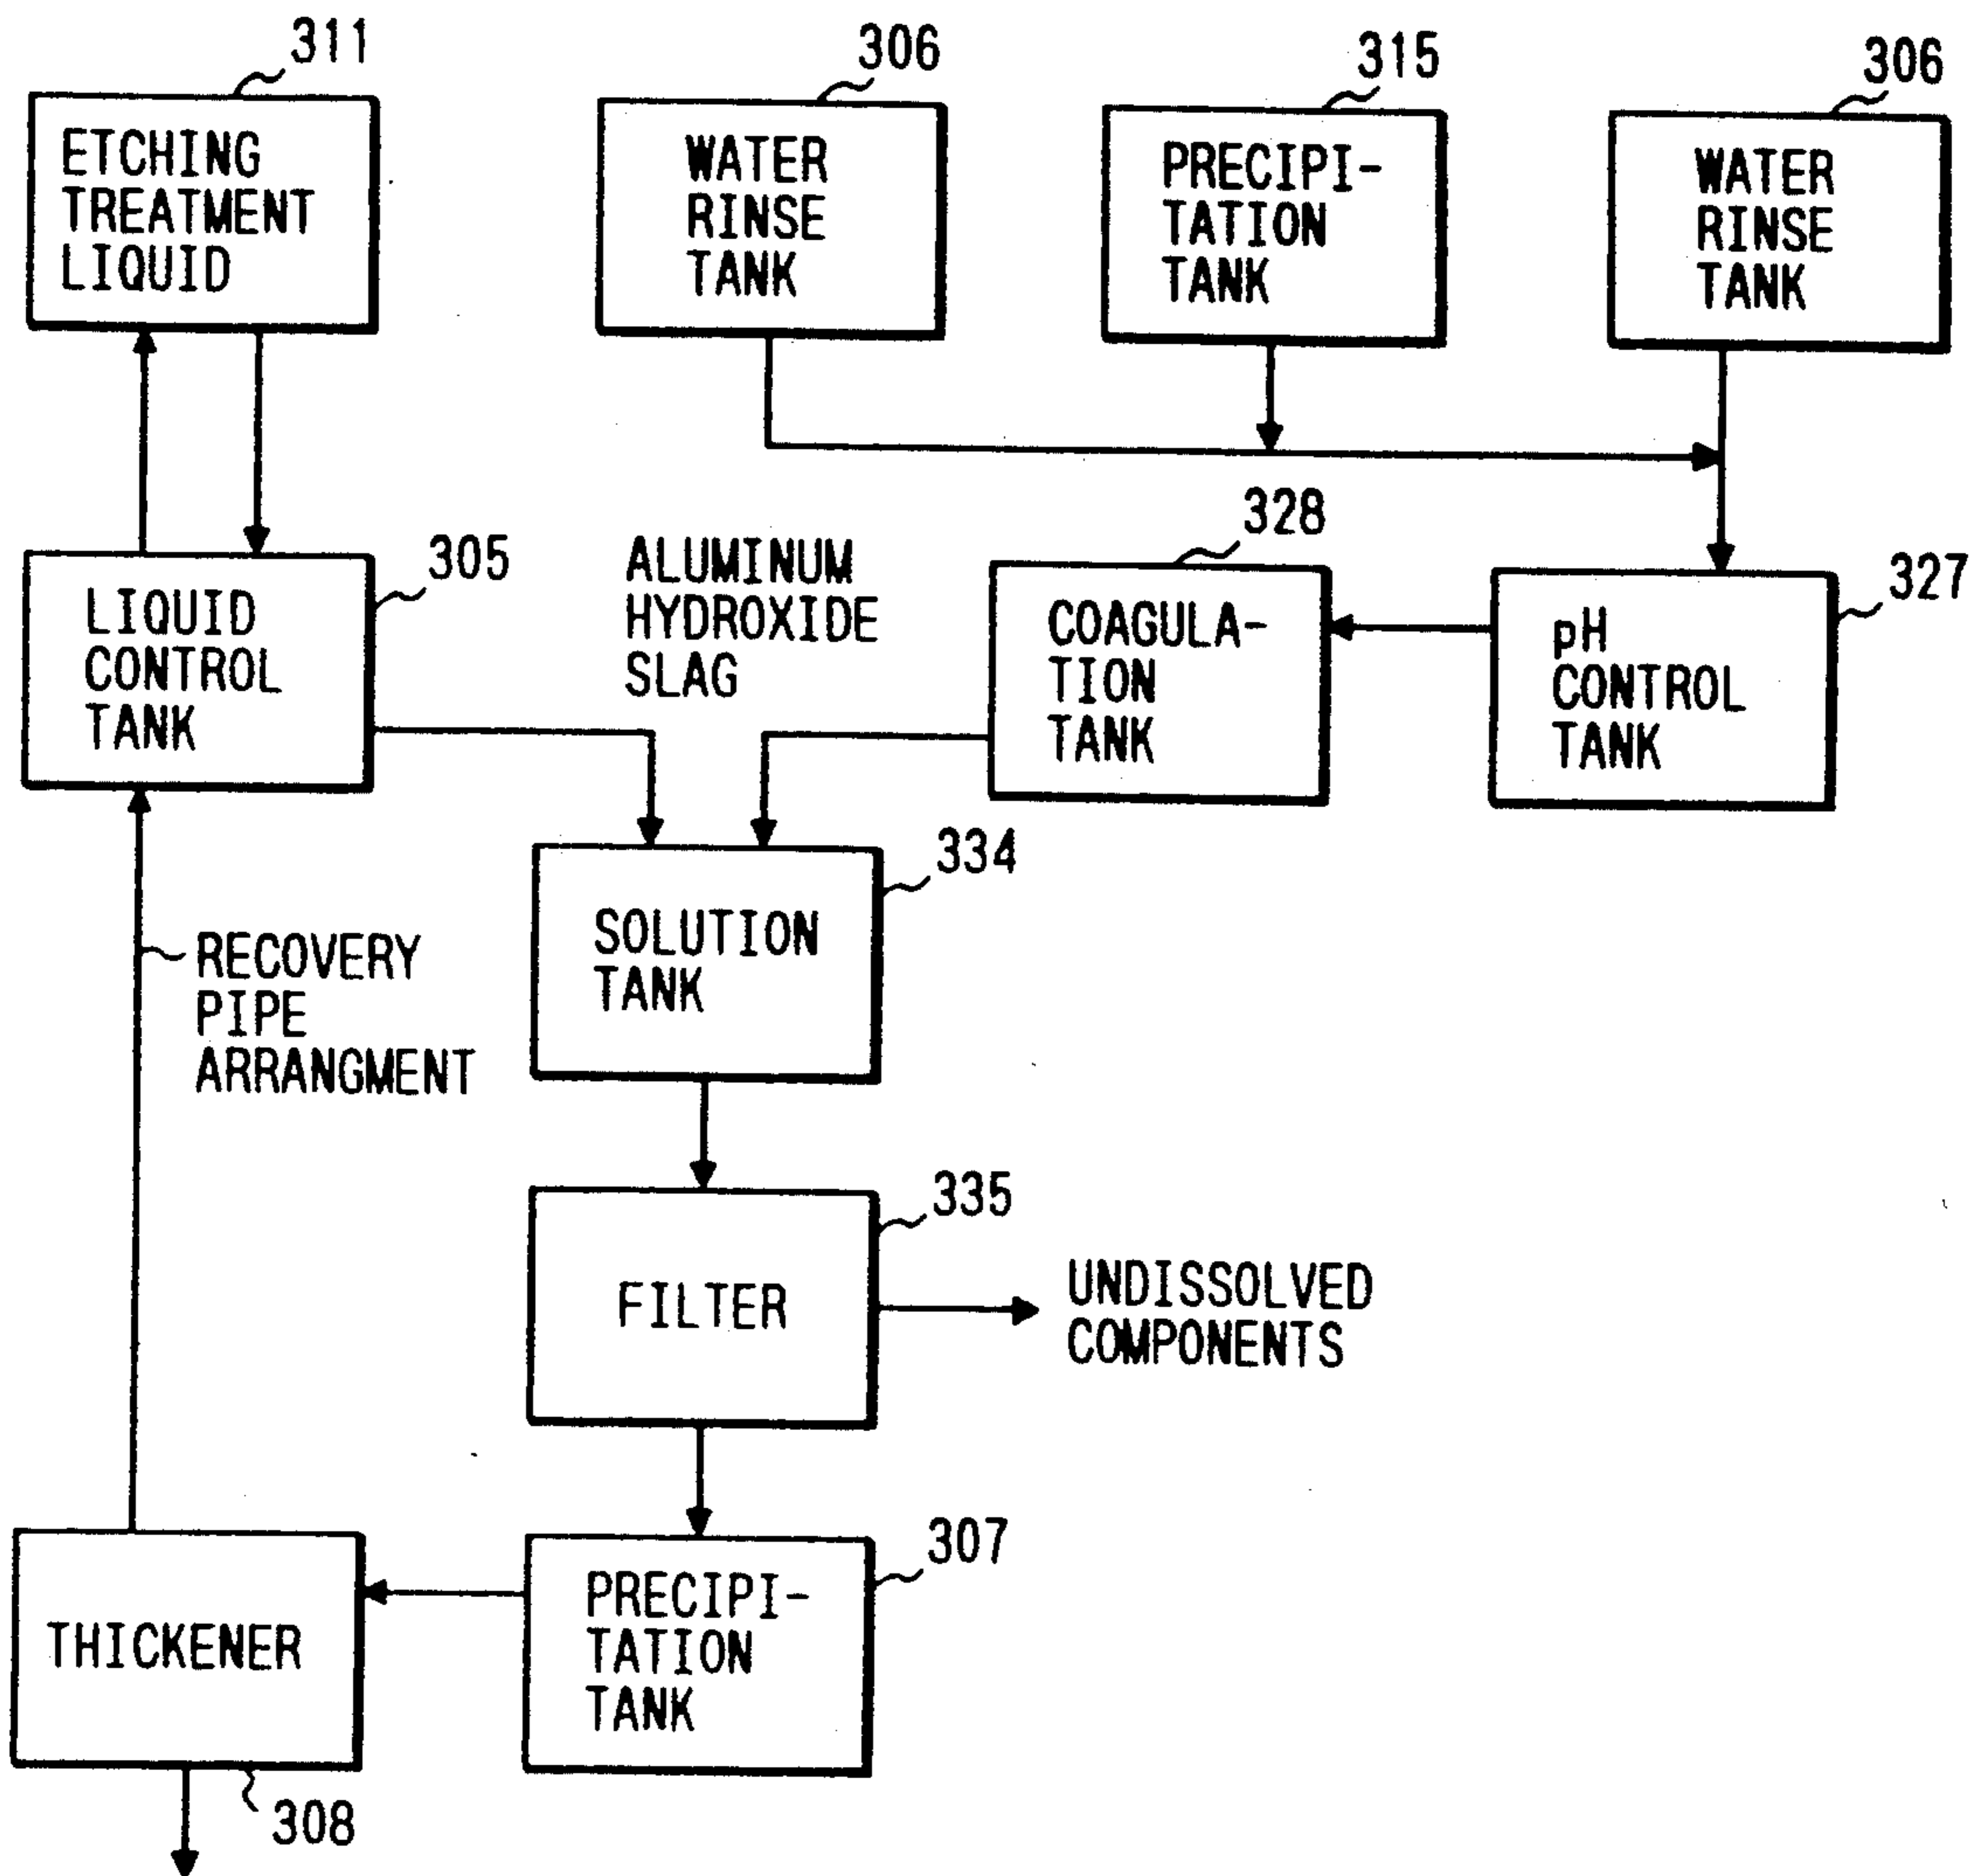 311
306
315
306
ETCHING
TREATMENT
LIQUID
WATER
RINSE
TANK
PRECIPI-
TATION
TANK
WATER
RINSE
TANK
305
LIQUID
CONTROL
TANK
ALUMINUM
HYDROXIDE
SLAG
328
COAGULA-
TION
TANK
327
pH
CONTROL
TANK
334
SOLUTION
TANK
RECOVERY
PIPE
ARRANGMENT
335
FILTER
UNDISSOLVED
COMPONENTS
307
PRECIPI-
TATION
TANK
THICKENER
308